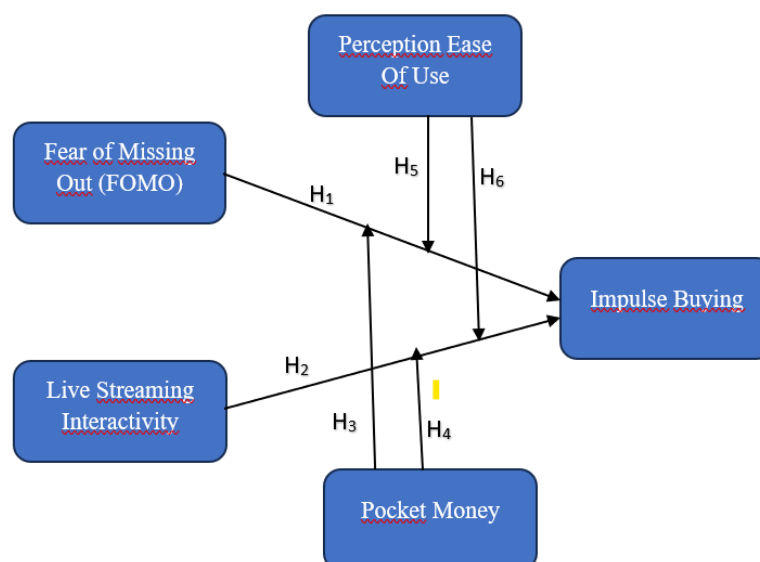 Perception Ease
Of Use
Fear of Missing
Out (FOMO)
H5
H6
H1
Impulse Buying
H2
Live Streaming
Interactivity
H3
H4
Pocket Money